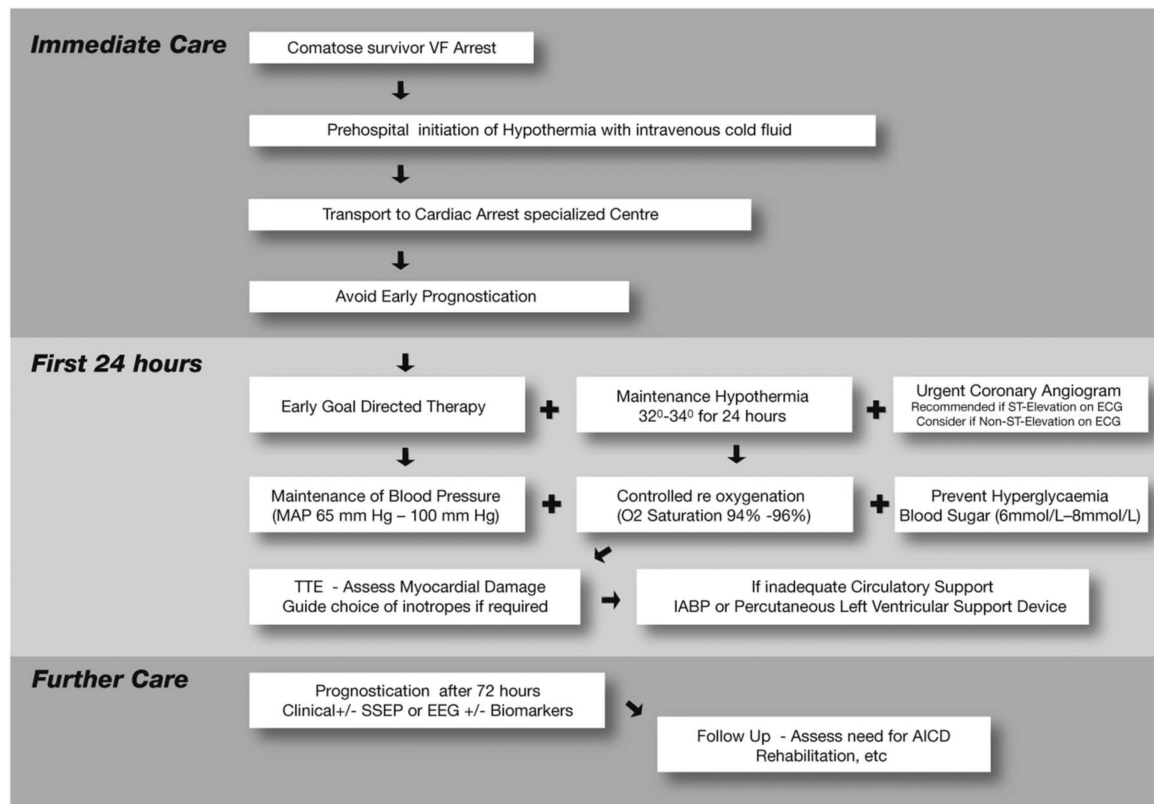 Immediate Care
Comatose survivor VF Arrest
Prehospital initiation of Hypothermia with intravenous cold fluid
Transport to Cardiac Arrest specialized Centre
Avoid Early Prognostication
First 24 hours
Early Goal Directed Therapy
+
Maintenance Hypothermia
32⁰-34⁰ for 24 hours
+
Urgent Coronary Angiogram
Recommended if ST-Elevation on ECG
Consider if Non-ST-Elevation on ECG
Maintenance of Blood Pressure
(MAP 65 mm Hg – 100 mm Hg)
+
Controlled re oxygenation
(O2 Saturation 94% -96%)
+
Prevent Hyperglycaemia
Blood Sugar (6mmol/L–8mmol/L)
TTE - Assess Myocardial Damage
Guide choice of inotropes if required
If inadequate Circulatory Support
IABP or Percutaneous Left Ventricular Support Device
Further Care
Prognostication after 72 hours
Clinical+/- SSEP or EEG +/- Biomarkers
Follow Up - Assess need for AICD
Rehabilitation, etc